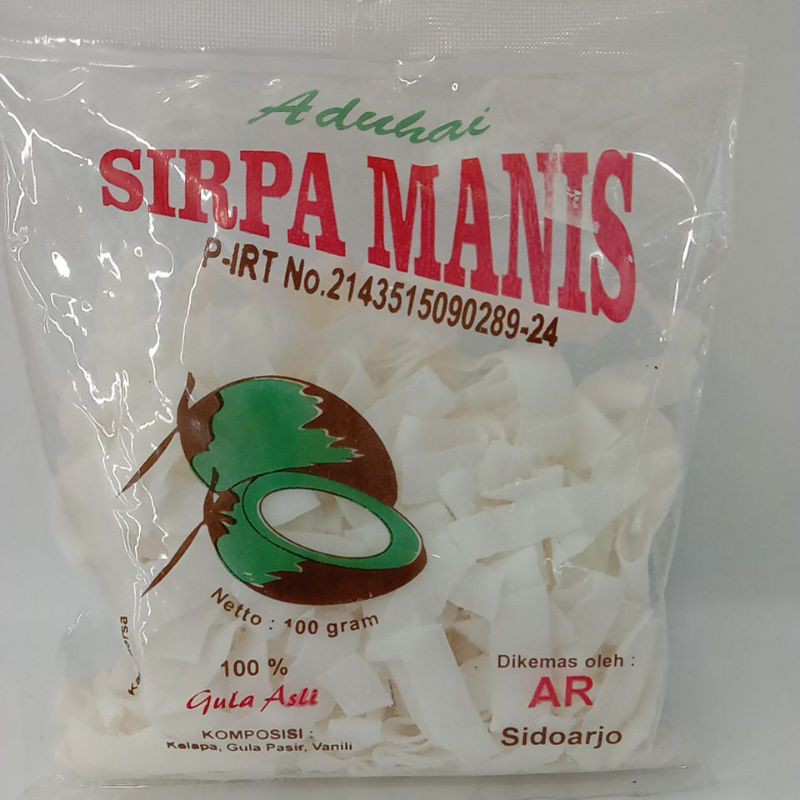 Aduhai
SIRPA MANIS
P-IRT No.2143515090289-24
Netto : 100 gram
100 %
Gula Asli
KOMPOSISI :
Kelapa, Gula Pasir, Vanili
Dikemas oleh :
AR
Sidoarjo